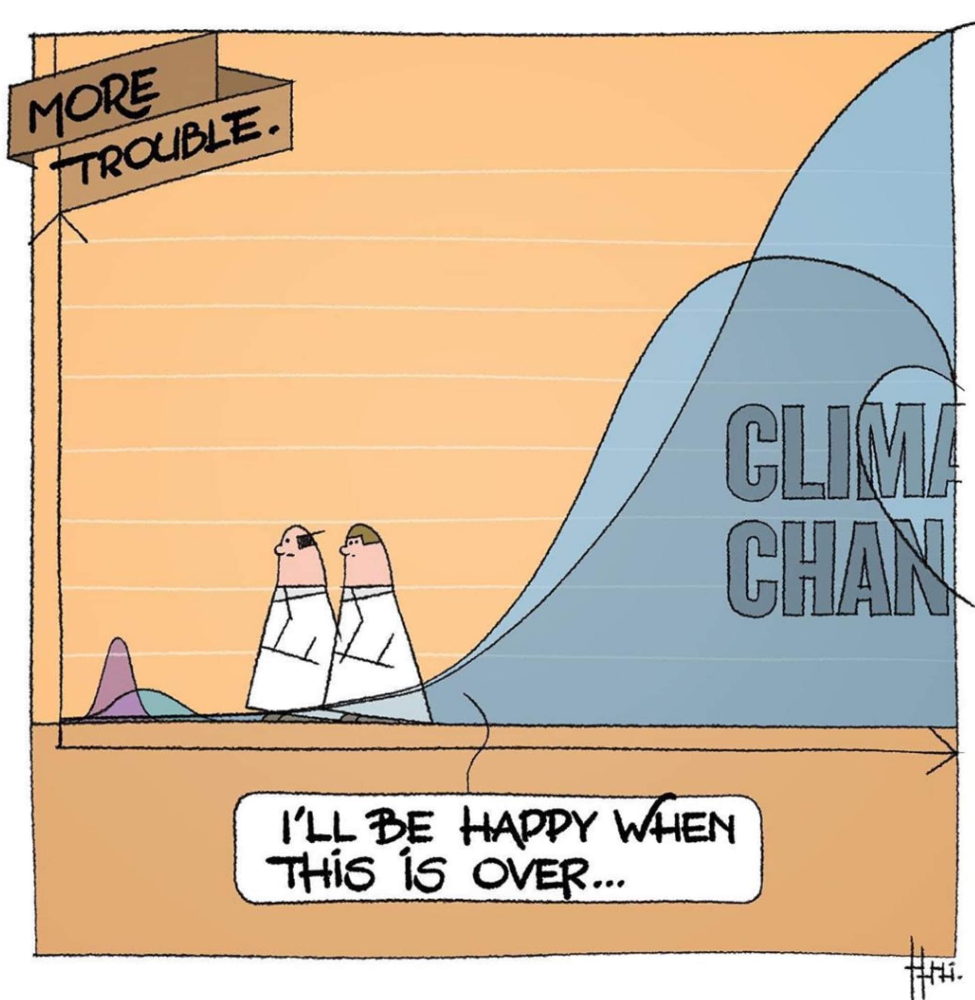 MORE
TROUBLE.
CLIMA
CHAN
I'LL BE HAPPY WHEN
THIS IS OVER...